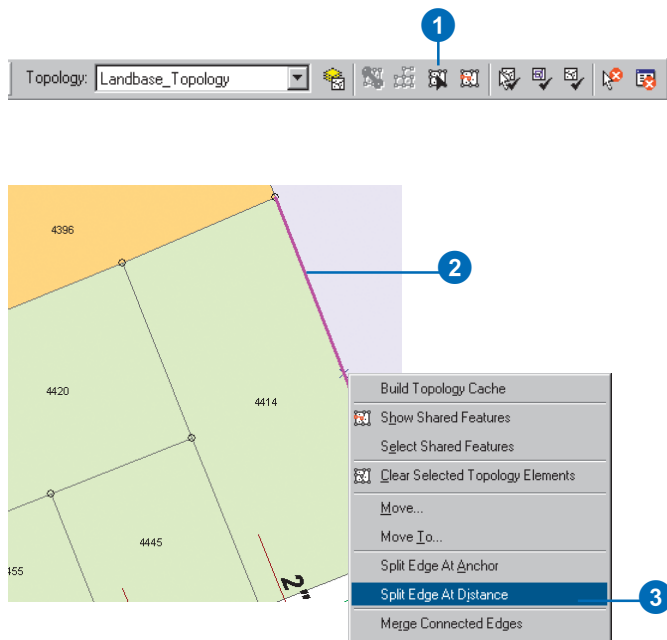 1
Topology: Landbase_Topology
4396
2
4420
4414
4445
455
2"
Build Topology Cache
Show Shared Features
Select Shared Features
Clear Selected Topology Elements
Move...
Move To...
Split Edge At Anchor
Split Edge At Distance
3
Merge Connected Edges